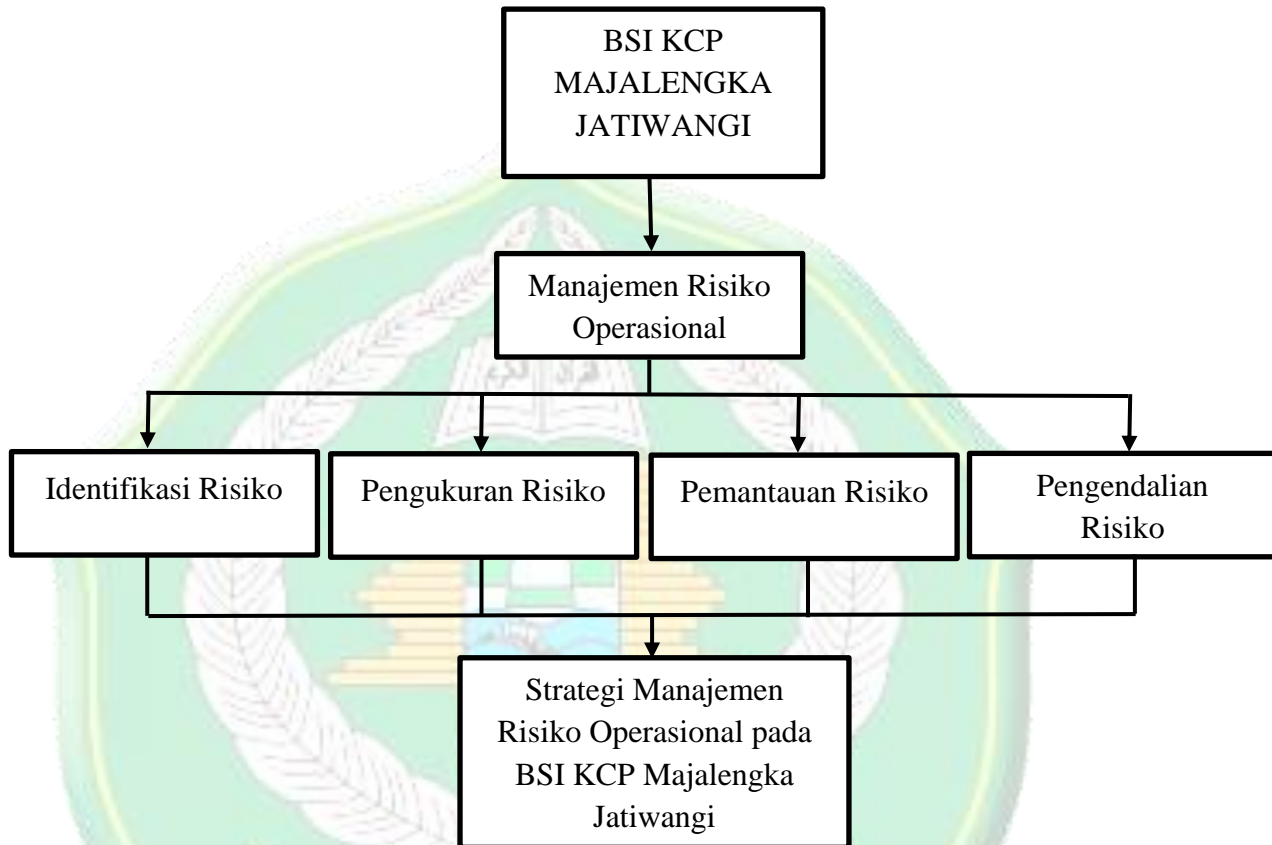 BSI KCP
MAJALENGKA
JATIWANGI
Manajemen Risiko
Operasional
Identifikasi Risiko
Pengukuran Risiko
Pemantauan Risiko
Pengendalian
Risiko
Strategi Manajemen
Risiko Operasional pada
BSI KCP Majalengka
Jatiwangi